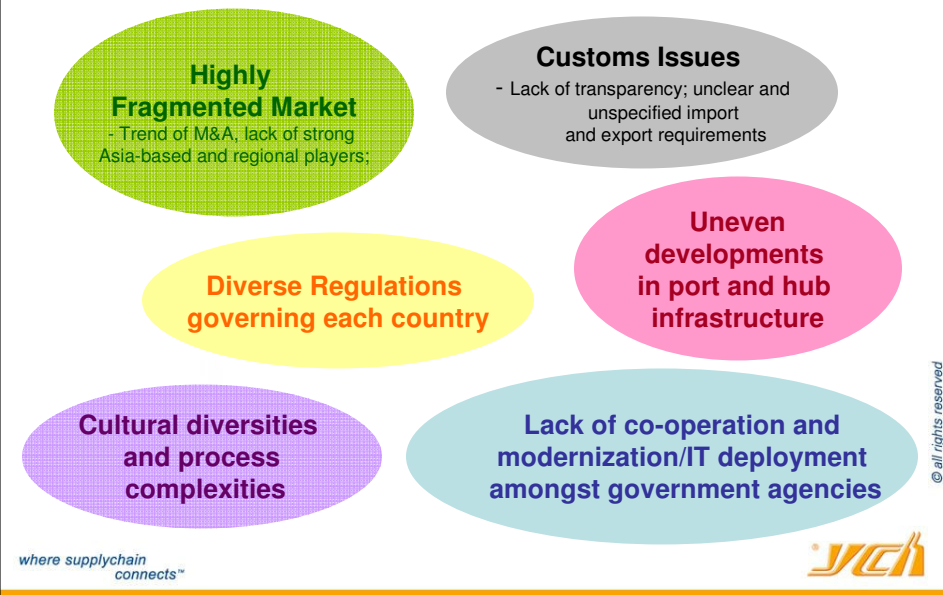 Highly
Fragmented Market
- Trend of M&A, lack of strong
Asia-based and regional players;
Customs Issues
- Lack of transparency; unclear and
unspecified import
and export requirements
Uneven
developments
in port and hub
infrastructure
Diverse Regulations
governing each country
Cultural diversities
and process
complexities
Lack of co-operation and
modernization/IT deployment
amongst government agencies
© all rights reserved
where supplychain
connects™
ych